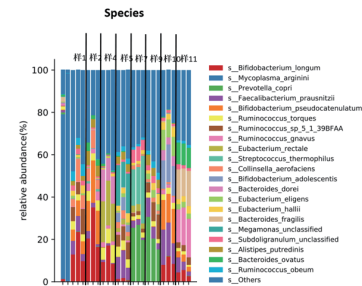 Species
样1 样2 样4 样5 样7 样9 样10 样11
relative abundance(%)
100
80
60
40
20
0
s__Bifidobacterium_longum
s__Mycoplasma_arginini
s__Prevotella_copri
s__Faecalibacterium_prausnitzii
s__Bifidobacterium_pseudocatenulatum
s__Ruminococcus_torques
s__Ruminococcus_sp_5_1_39BFAA
s__Ruminococcus_gnavus
s__Eubacterium_rectale
s__Streptococcus_thermophilus
s__Collinsella_aerofaciens
s__Bifidobacterium_adolescentis
s__Bacteroides_dorei
s__Eubacterium_eligens
s__Eubacterium_hallii
s__Bacteroides_fragilis
s__Megamonas_unclassified
s__Subdoligranulum_unclassified
s__Alistipes_putredinis
s__Bacteroides_ovatus
s__Ruminococcus_obeum
s__Others